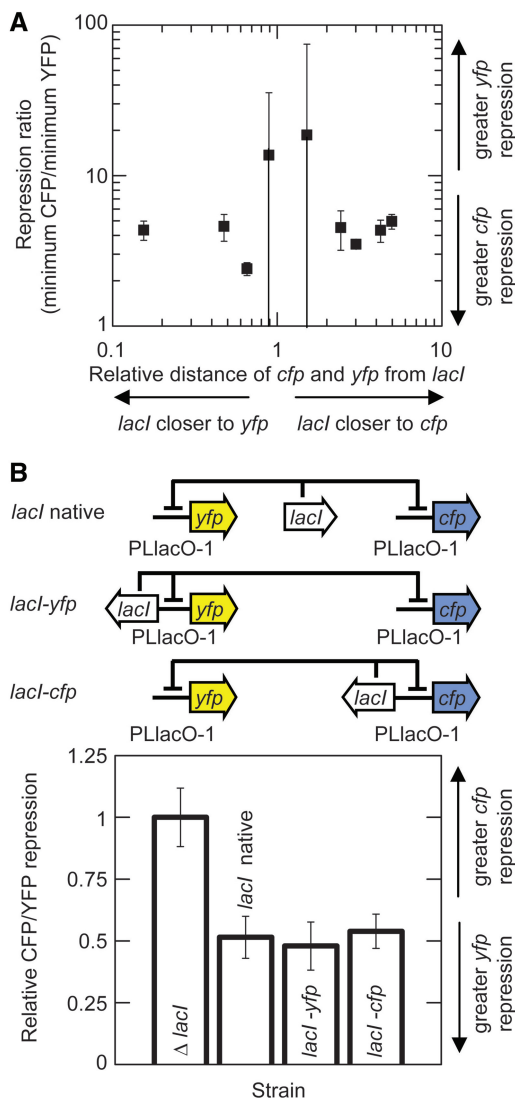 A
100
10
1
Repression ratio
(minimum CFP/minimum YFP)
greater yfp
repression
greater cfp
repression
0.1
1
10
Relative distance of cfp and yfp from lacI
lacI closer to yfp
lacI closer to cfp
B
lacI native
yfp
lacI
cfp
PLlacO-1
PLlacO-1
lacI-yfp
lacI
yfp
cfp
PLlacO-1
PLlacO-1
lacI-cfp
yfp
lacI
cfp
PLlacO-1
PLlacO-1
1.25
1
0.75
0.5
0.25
0
Relative CFP/YFP repression
Δ lacI
lacI native
lacI -yfp
lacI -cfp
greater cfp
repression
greater yfp
repression
Strain